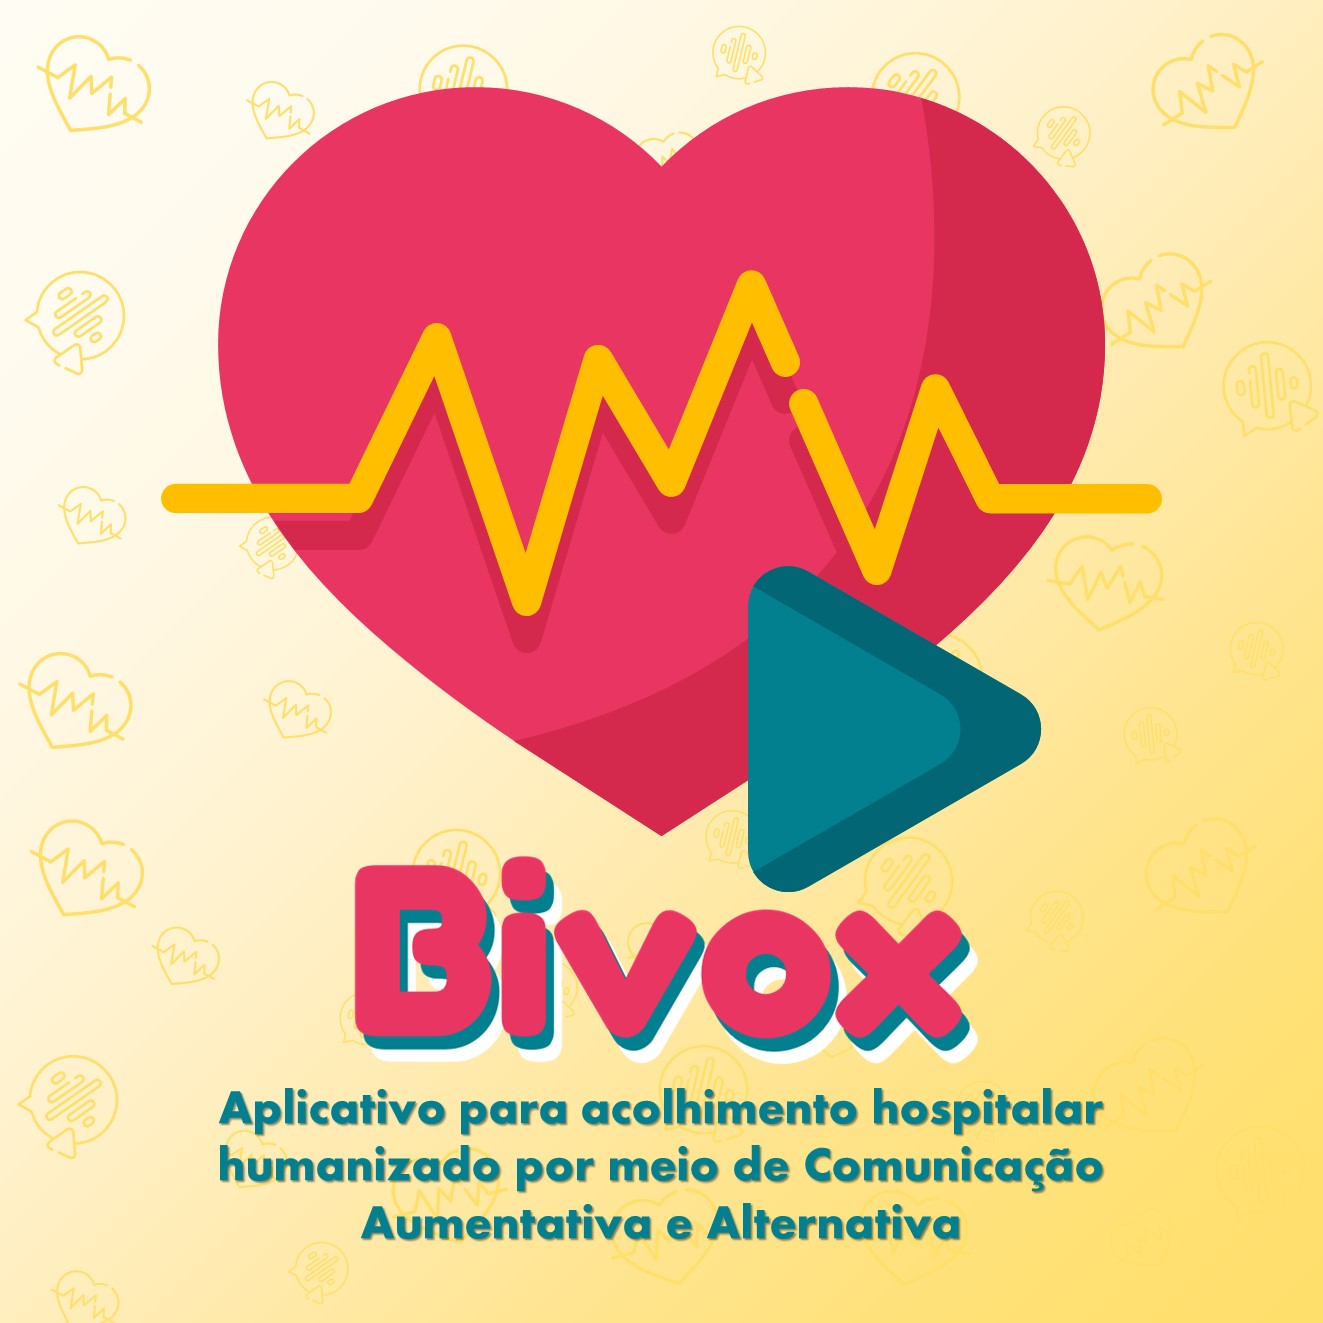 Bivox
Aplicativo para acolhimento hospitalar
humanizado por meio de Comunicação
Aumentativa e Alternativa